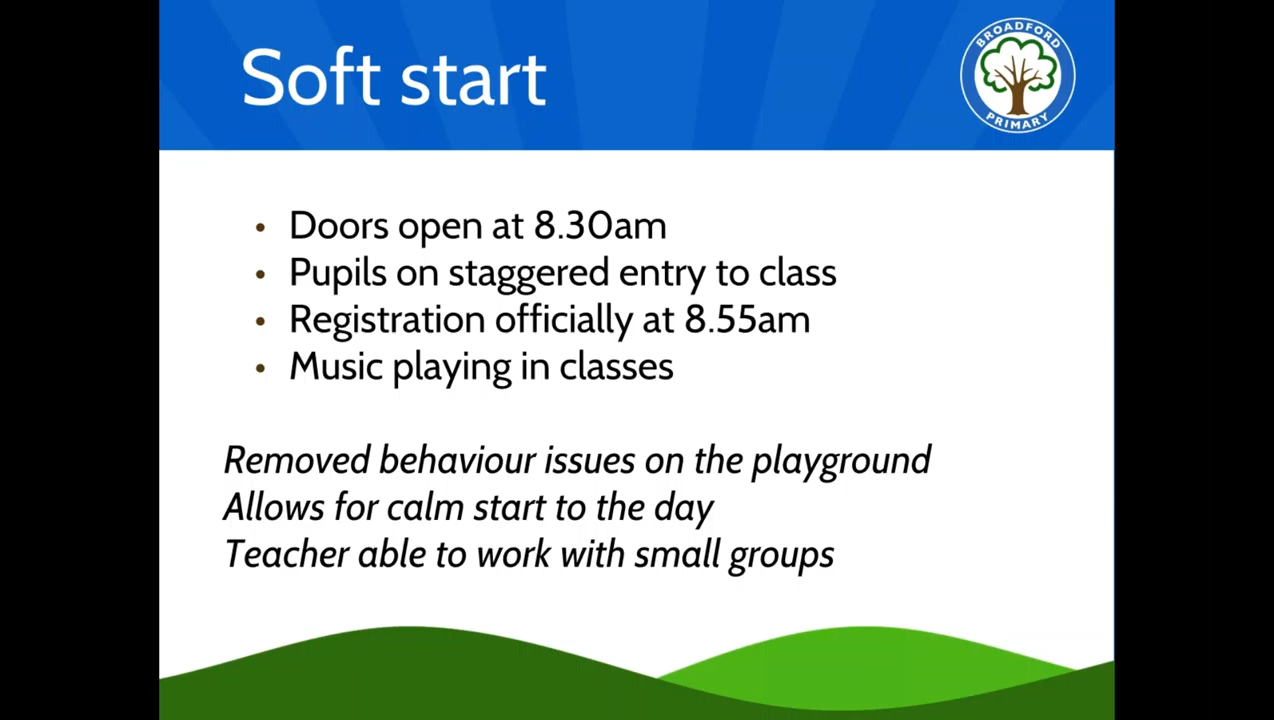 Soft start
BROADFORD
PRIMARY
• Doors open at 8.30am
• Pupils on staggered entry to class
• Registration officially at 8.55am
• Music playing in classes
Removed behaviour issues on the playground
Allows for calm start to the day
Teacher able to work with small groups